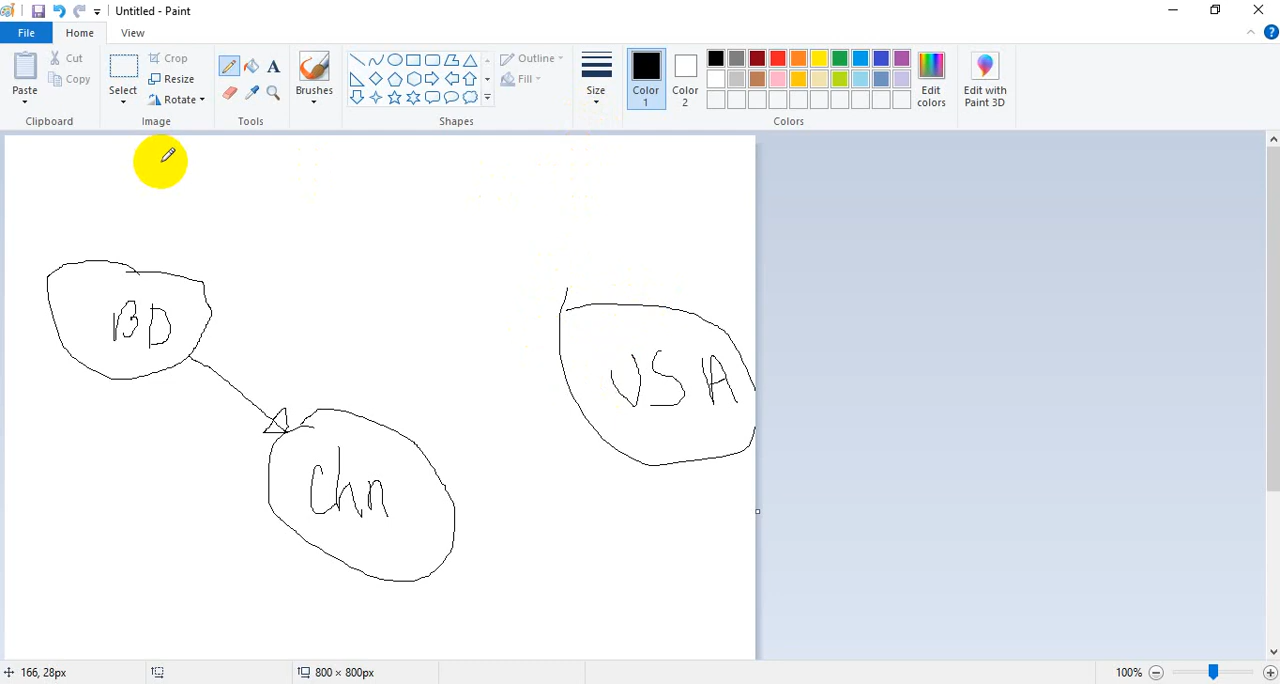 Untitled - Paint
File Home View
Cut
Copy
Paste
Clipboard
Crop
Resize
Rotate
Select
Image
Tools
Brushes
Outline
Fill
Shapes
Size
Color 1
Color 2
Edit colors
Colors
Edit with Paint 3D
BD
USA
Chn
166, 28px
800 × 800px
100%